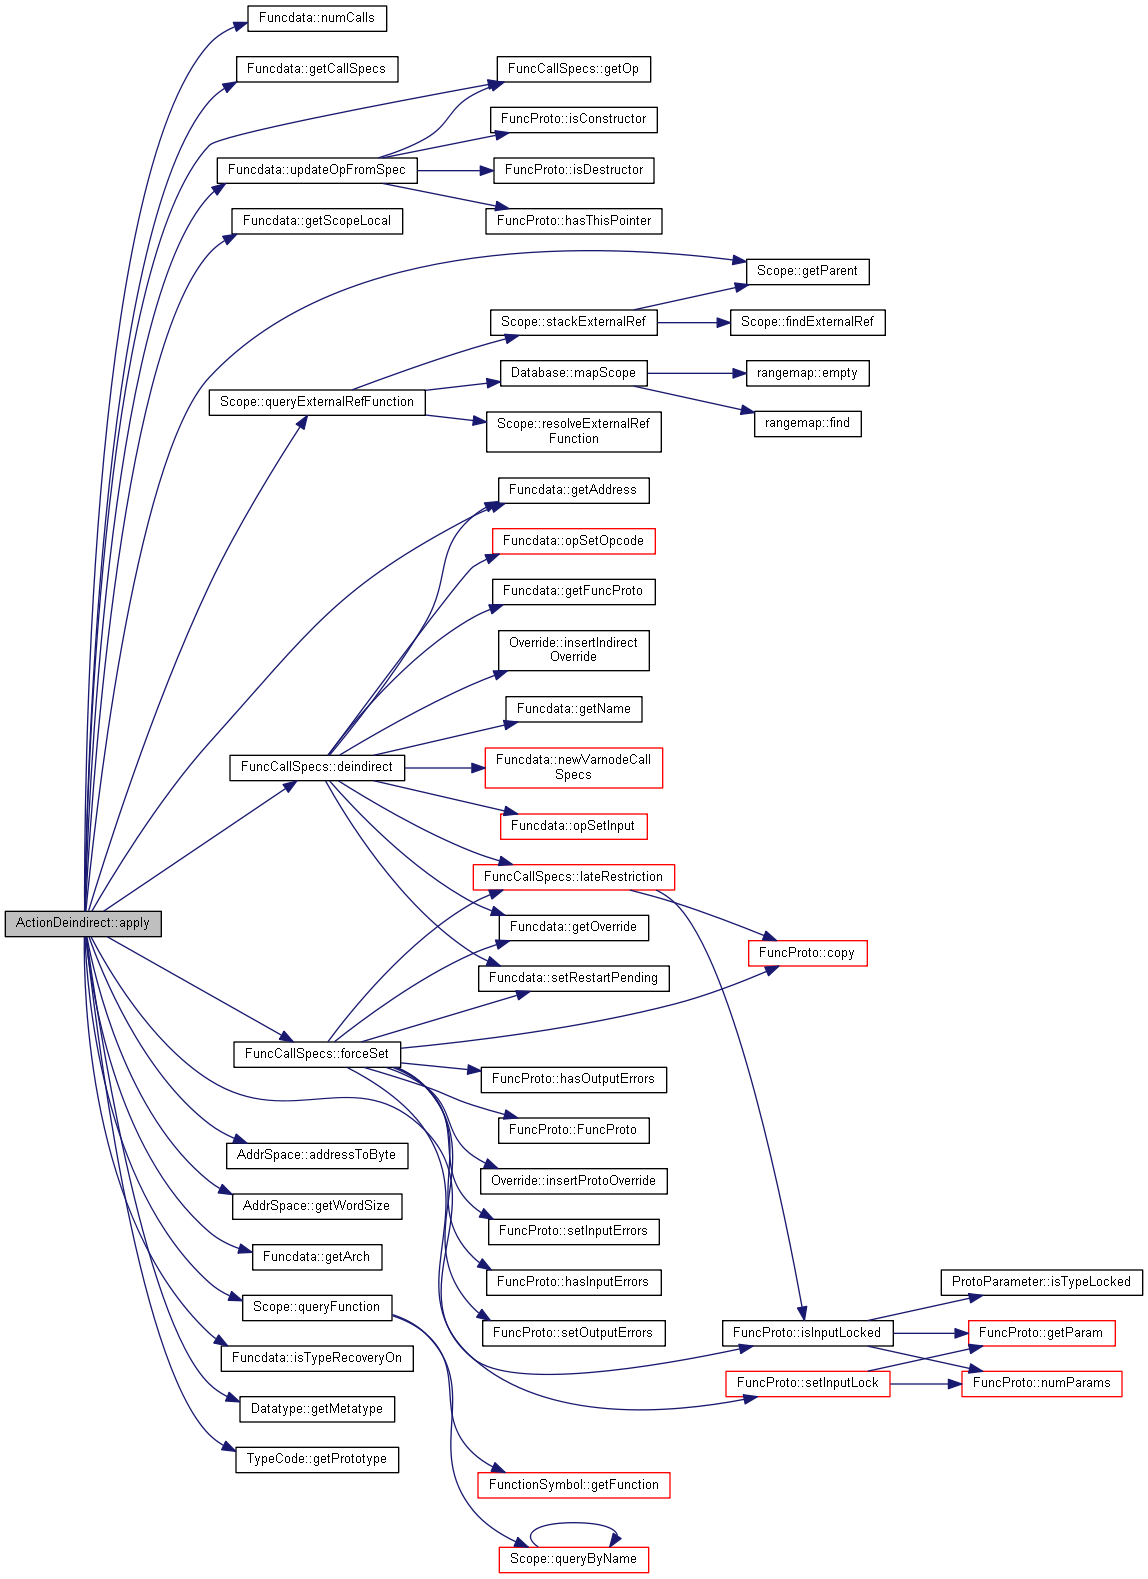 Funcdata::numCalls
Funcdata::getCallSpecs
FuncCallSpecs::getOp
FuncProto::isConstructor
Funcdata::updateOpFromSpec
FuncProto::isDestructor
Funcdata::getScopeLocal
FuncProto::hasThisPointer
Scope::getParent
Scope::stackExternalRef
Scope::findExternalRef
Database::mapScope
rangemap::empty
Scope::queryExternalRefFunction
Scope::resolveExternalRef
Function
rangemap::find
Funcdata::getAddress
Funcdata::opSetOpcode
Funcdata::getFuncProto
Override::insertIndirect
Override
Funcdata::getName
FuncCallSpecs::deindirect
Funcdata::newVarnodeCall
Specs
Funcdata::opSetInput
FuncCallSpecs::lateRestriction
ActionDeindirect::apply
Funcdata::getOverride
FuncProto::copy
Funcdata::setRestartPending
FuncCallSpecs::forceSet
FuncProto::hasOutputErrors
FuncProto::FuncProto
AddrSpace::addressToByte
Override::insertProtoOverride
AddrSpace::getWordSize
FuncProto::setInputErrors
Funcdata::getArch
FuncProto::hasInputErrors
ProtoParameter::isTypeLocked
Scope::queryFunction
FuncProto::setOutputErrors
FuncProto::isInputLocked
FuncProto::getParam
Funcdata::isTypeRecoveryOn
FuncProto::setInputLock
FuncProto::numParams
Datatype::getMetatype
TypeCode::getPrototype
FunctionSymbol::getFunction
Scope::queryByName